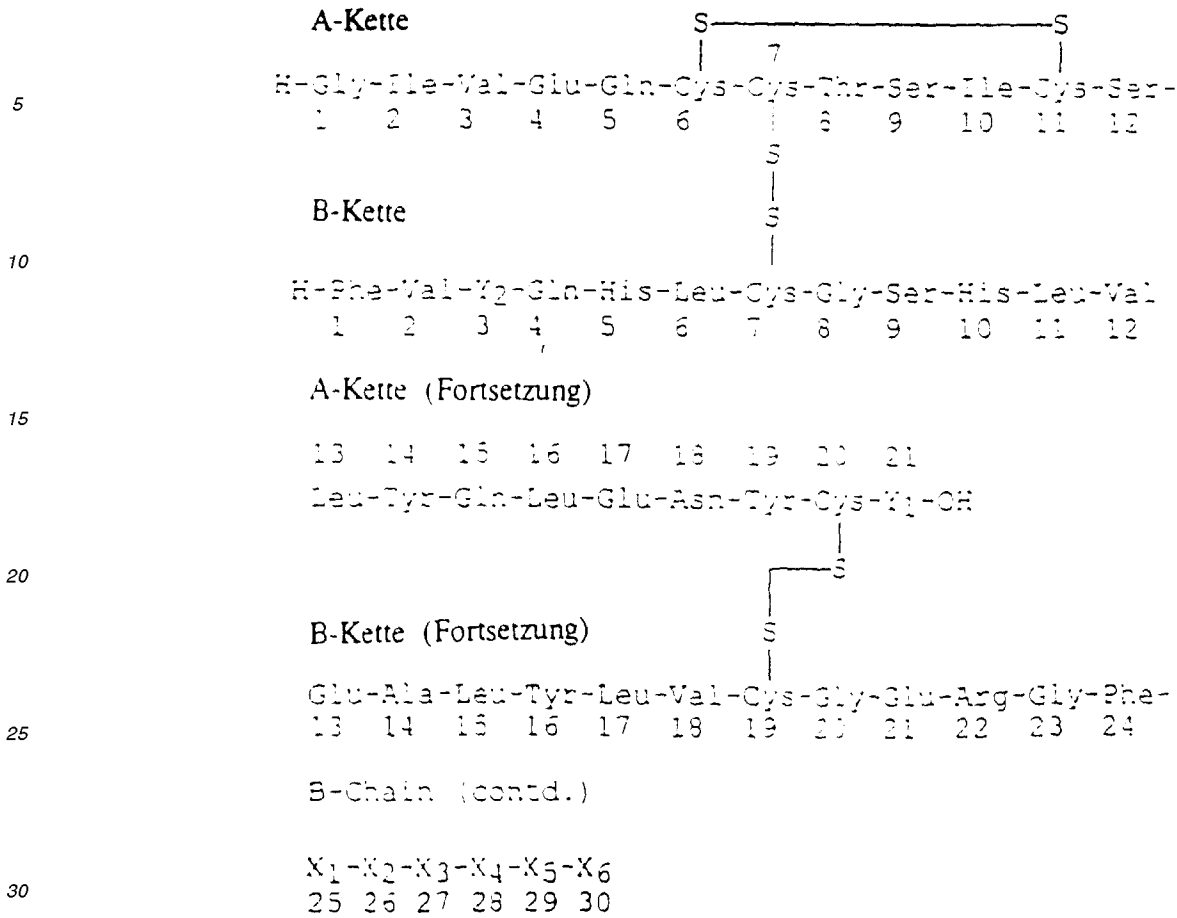 A-Kette
S S
7
H-Gly-Ile-Val-Glu-Gln-Cys-Cys-Thr-Ser-Ile-Cys-Ser-
5
1 2 3 4 5 6 8 9 10 11 12
S
B-Kette
S
10
H-Phe-Val-Y2-Gln-His-Leu-Cys-Gly-Ser-His-Leu-Val
1 2 3 4 5 6 7 8 9 10 11 12
A-Kette (Fortsetzung)
15
13 14 15 16 17 18 19 20 21
Leu-Tyr-Gln-Leu-Glu-Asn-Tyr-Cys-Y1-OH
20
S
B-Kette (Fortsetzung)
S
Glu-Ala-Leu-Tyr-Leu-Val-Cys-Gly-Glu-Arg-Gly-Phe-
25
13 14 15 16 17 18 19 20 21 22 23 24
B-Chain (contd.)
X1-X2-X3-X4-X5-X6
30
25 26 27 28 29 30